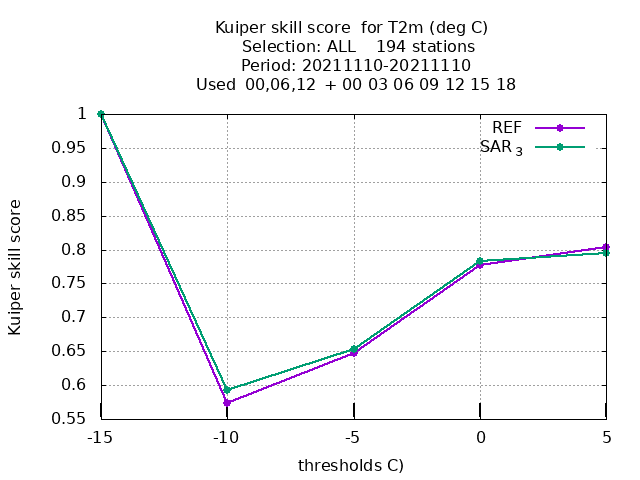 Kuiper skill score  for T2m (deg C)
Selection: ALL    194 stations
Period: 20211110-20211110
Used  00,06,12  + 00 03 06 09 12 15 18
REF
SAR 3
1
0.95
0.9
0.85
0.8
0.75
0.7
0.65
0.6
0.55
Kuiper skill score
-15
-10
-5
0
5
thresholds C)